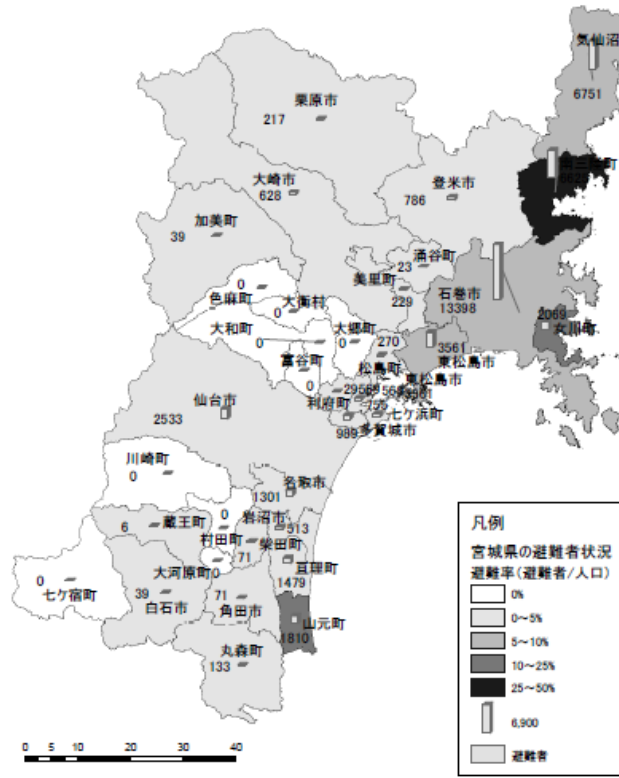 気仙沼
6751
栗原市
217
6625
大崎市
628
登米市
786
加美町
39
涌谷町
23
美里町
229
石巻市
13398
0
色麻町
大衡村
0
2069
女川町
大和町
0
大郷町
0
270
松島町
3561
東松島市
富谷町
0
東松島市
利府町
755
七ケ浜町
989
多賀城市
仙台市
2533
川崎町
0
名取市
1301
0
岩沼市
513
村田町
蔵王町
6
柴田町
71
亘理町
1479
大河原町0
0
七ケ宿町
39
白石市
71
角田市
山元町
1810
丸森町
133
凡例
宮城県の避難者状況
避難率(避難者/人口)
0%
0～5%
5～10%
10～25%
25～50%
6,900
避難者
0 5 10 20 30 40